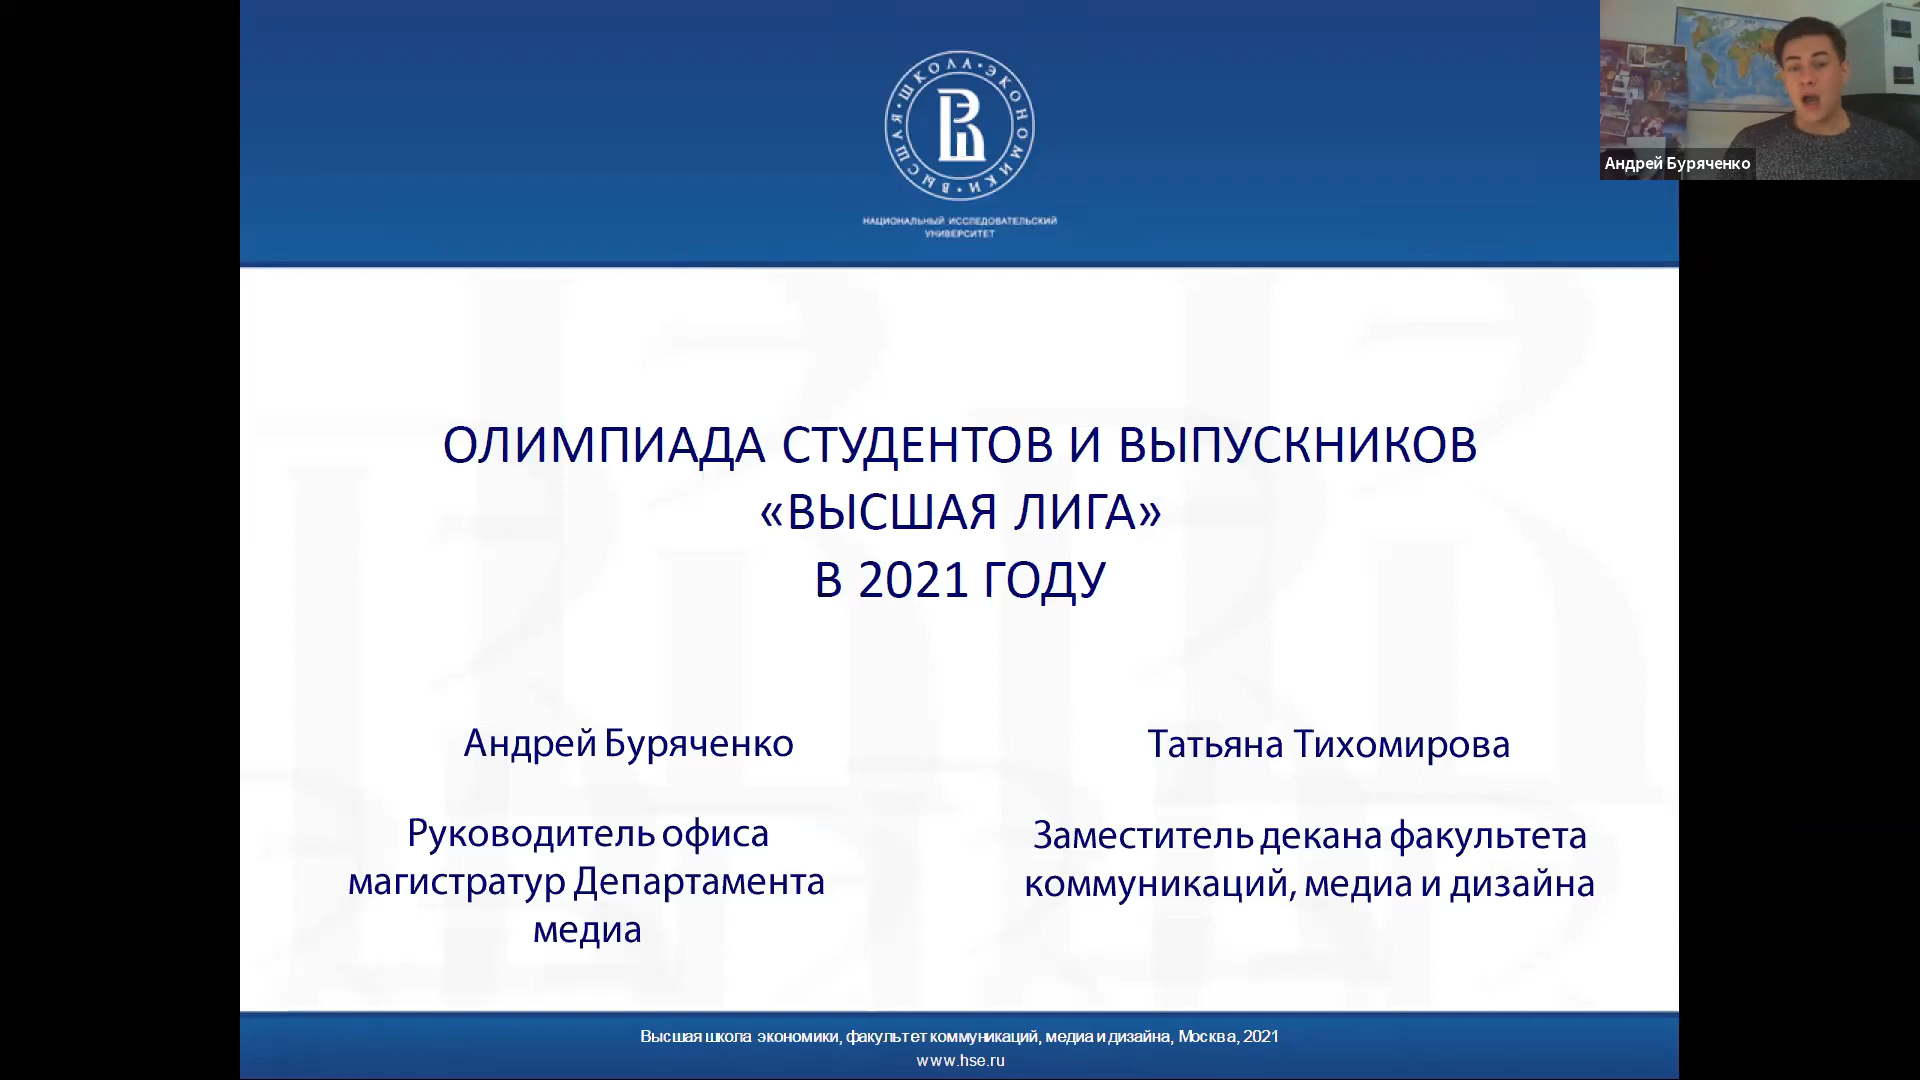 ВЫСШАЯ • ШКОЛА • ЭКОНОМИКИ •
НАЦИОНАЛЬНЫЙ ИССЛЕДОВАТЕЛЬСКИЙ
УНИВЕРСИТЕТ
Андрей Буряченко
ОЛИМПИАДА СТУДЕНТОВ И ВЫПУСКНИКОВ
«ВЫСШАЯ ЛИГА»
В 2021 ГОДУ
Андрей Буряченко
Руководитель офиса
магистратур Департамента
медиа
Татьяна Тихомирова
Заместитель декана факультета
коммуникаций, медиа и дизайна
Высшая школа экономики, факультет коммуникаций, медиа и дизайна, Москва, 2021
www.hse.ru